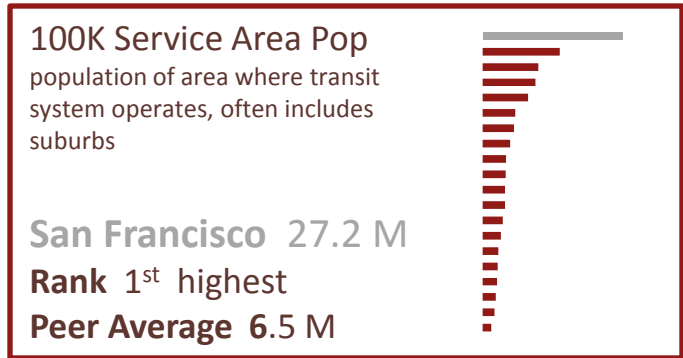 100K Service Area Pop
population of area where transit
system operates, often includes
suburbs
San Francisco 27.2 M
Rank 1st highest
Peer Average 6.5 M